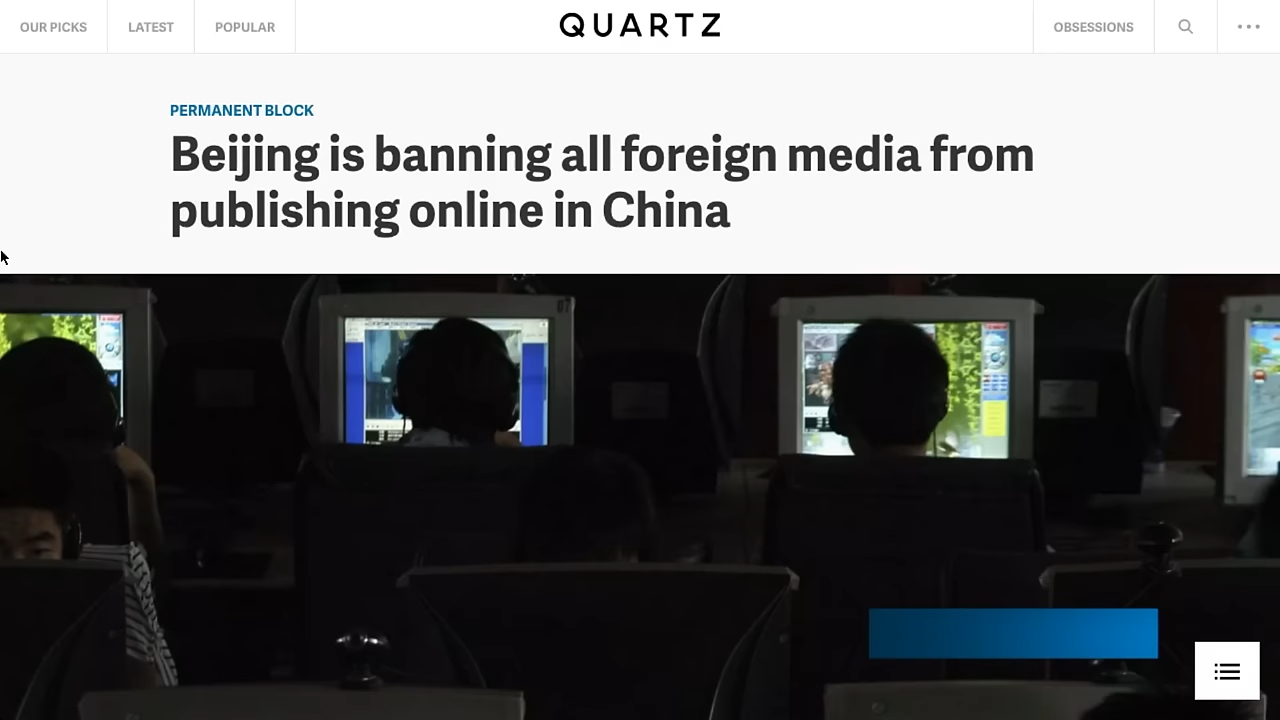 OUR PICKS
LATEST
POPULAR
QUARTZ
OBSESSIONS
PERMANENT BLOCK
Beijing is banning all foreign media from
publishing online in China